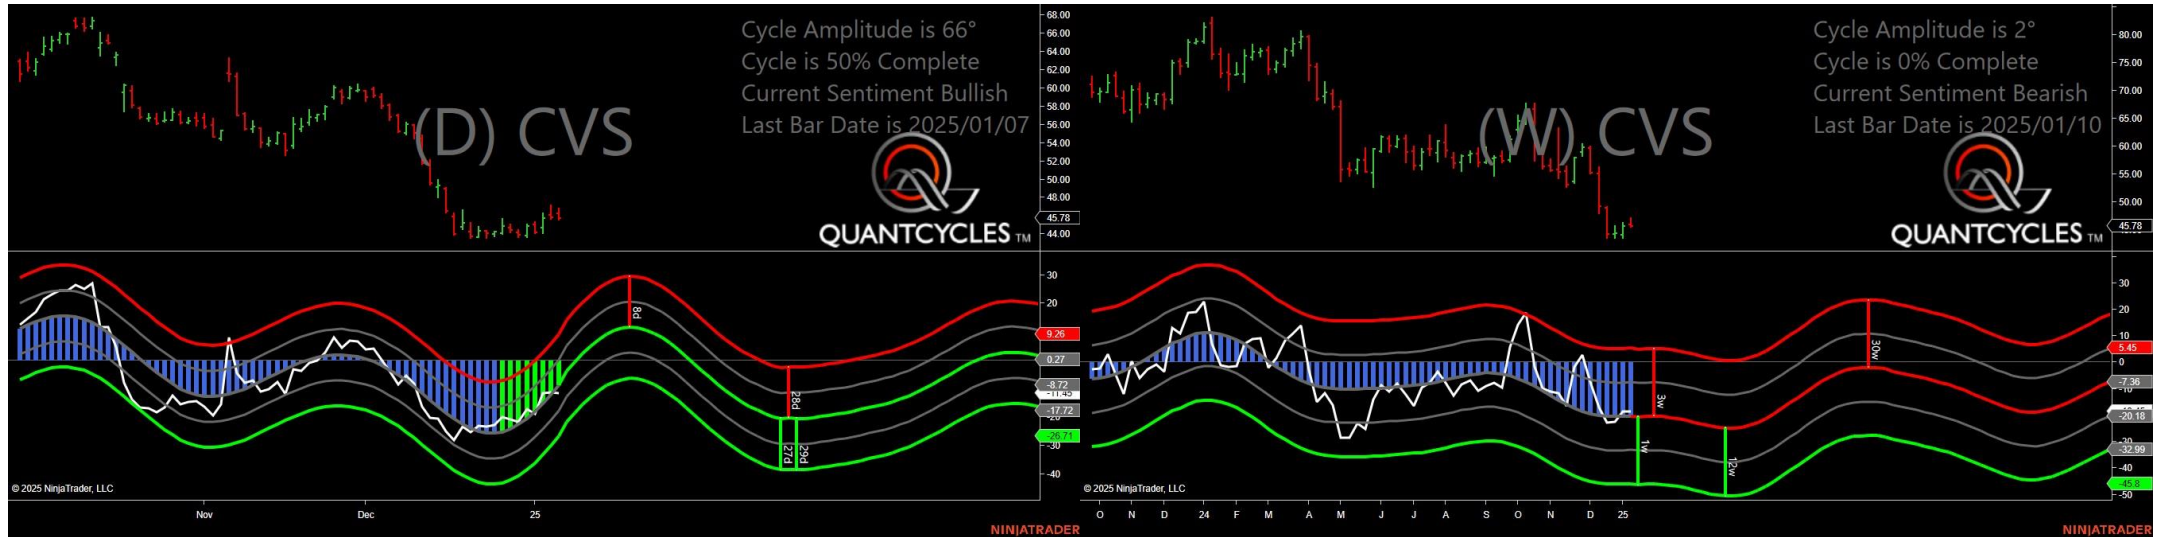 Cycle Amplitude is 66°
Cycle is 50% Complete
Current Sentiment Bullish
Last Bar Date is 2025/01/07
(D) CVS
QUANTCYCLES TM
68.00
66.00
64.00
62.00
60.00
58.00
56.00
54.00
52.00
50.00
48.00
45.78
44.00
30
20
9.26
0.27
-8.72
-11.45
-17.72
-26.71
-30
-40
8d
28d
27d
29d
© 2025 NinjaTrader, LLC
Nov
Dec
25
NINJATRADER
Cycle Amplitude is 2°
Cycle is 0% Complete
Current Sentiment Bearish
Last Bar Date is 2025/01/10
(W) CVS
QUANTCYCLES TM
80.00
75.00
70.00
65.00
60.00
55.00
50.00
45.78
30
20
10
5.45
0
-7.36
-20.18
-30
-32.99
-40
-45.8
-50
3w
1w
12w
30w
© 2025 NinjaTrader, LLC
O N D 24 F M A M J J A S O N D 25
NINJATRADER